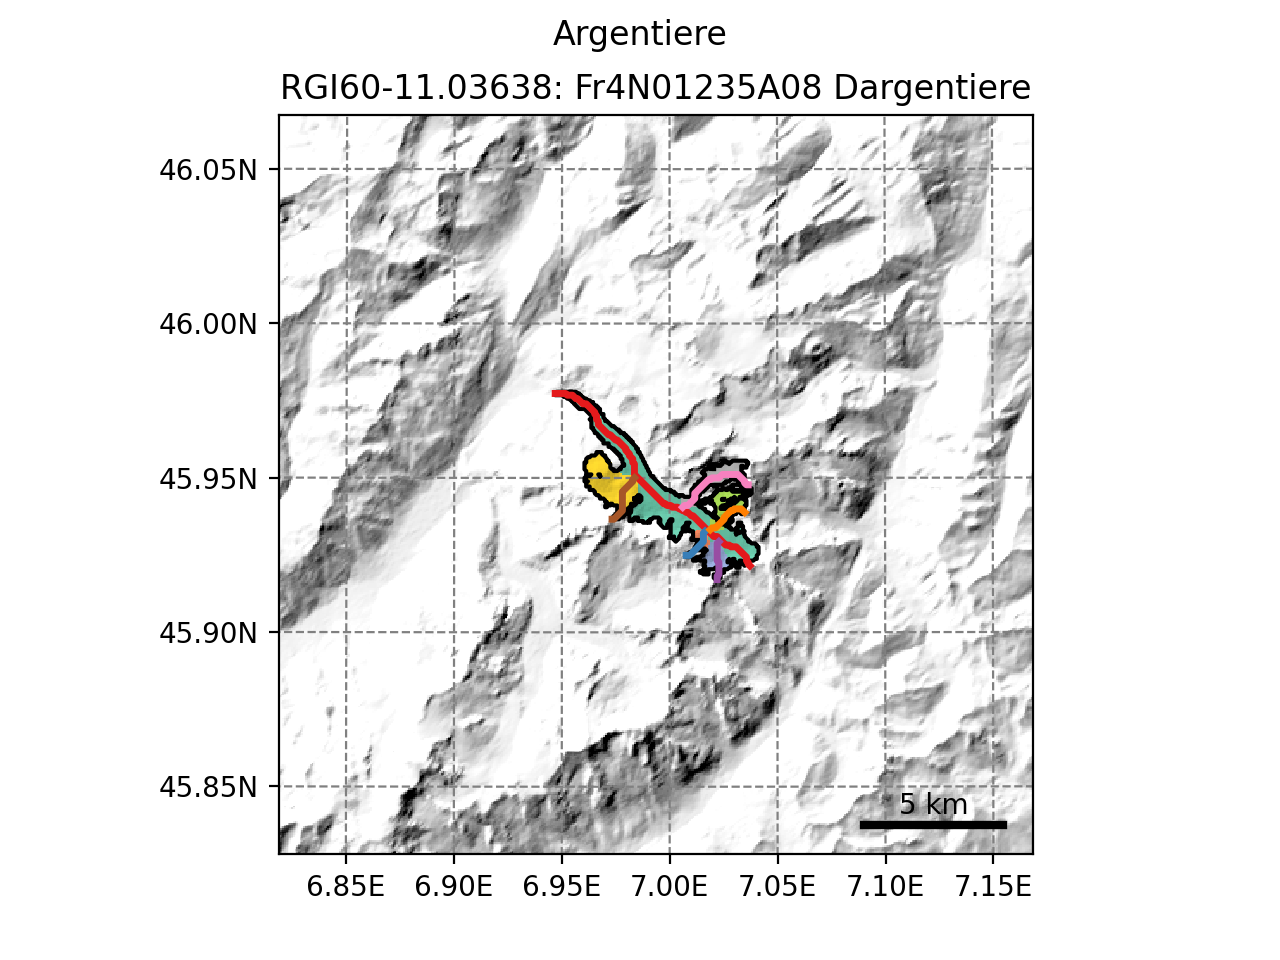 Argentiere
RGI60-11.03638: Fr4N01235A08 Dargentiere
46.05N
46.00N
45.95N
45.90N
45.85N
5 km
6.85E 6.90E 6.95E 7.00E 7.05E 7.10E 7.15E